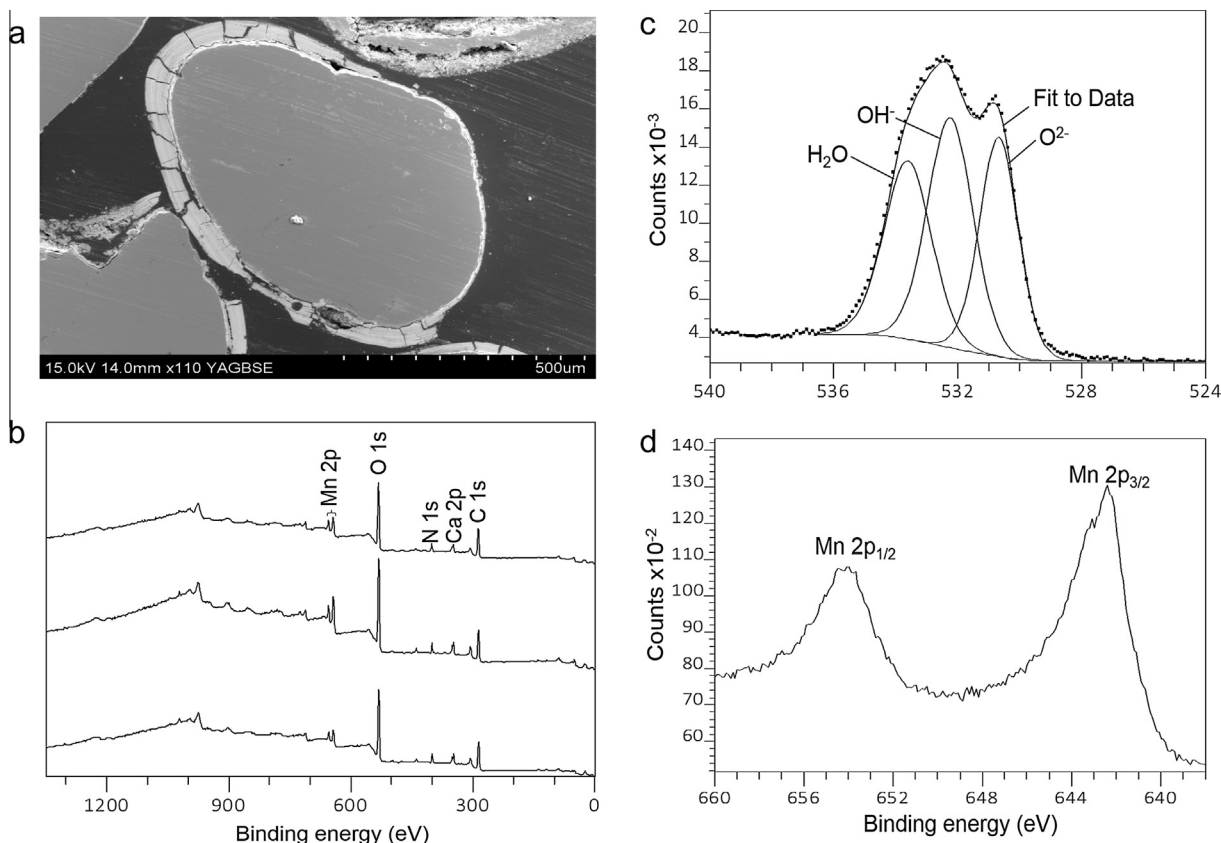 a
15.0kV 14.0mm x110 YAGBSE
500um
b
Mn 2p
O 1s
N 1s
Ca 2p
C 1s
1200 900 600 300 0
Binding energy (eV)
c
Counts x10-3
20
18
16
14
12
10
8
6
4
H2O
OH-
Fit to Data
O2-
540 536 532 528 524
d
Counts x10-2
140
130
120
110
100
90
80
70
60
Mn 2p1/2
Mn 2p3/2
660 656 652 648 644 640
Binding energy (eV)